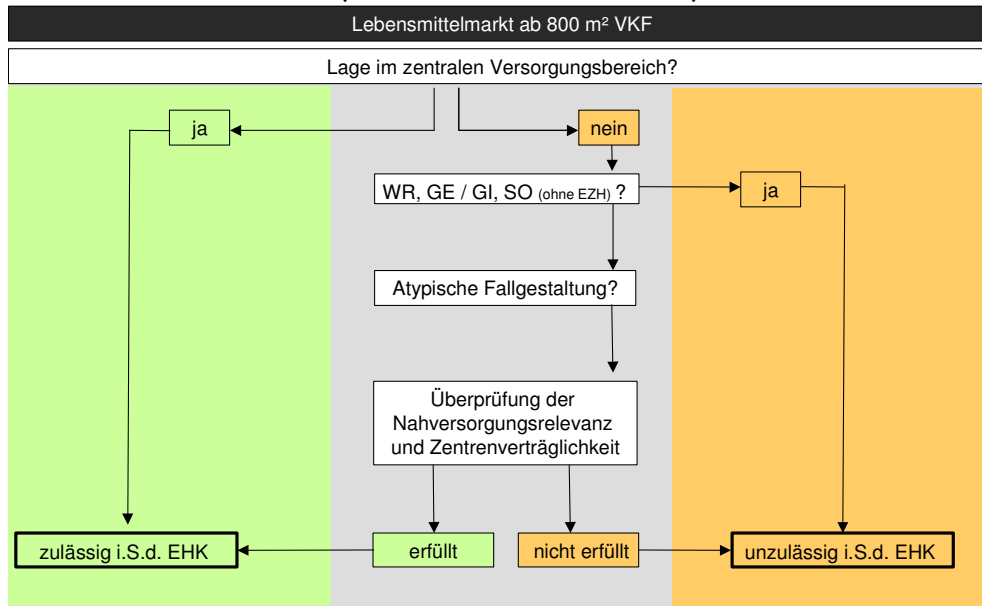 Lebensmittelmarkt ab 800 m² VKF
Lage im zentralen Versorgungsbereich?
ja
nein
WR, GE / GI, SO (ohne EZH) ?
ja
Atypische Fallgestaltung?
Überprüfung der
Nahversorgungsrelevanz
und Zentrenverträglichkeit
zulässig i.S.d. EHK
erfüllt
nicht erfüllt
unzulässig i.S.d. EHK